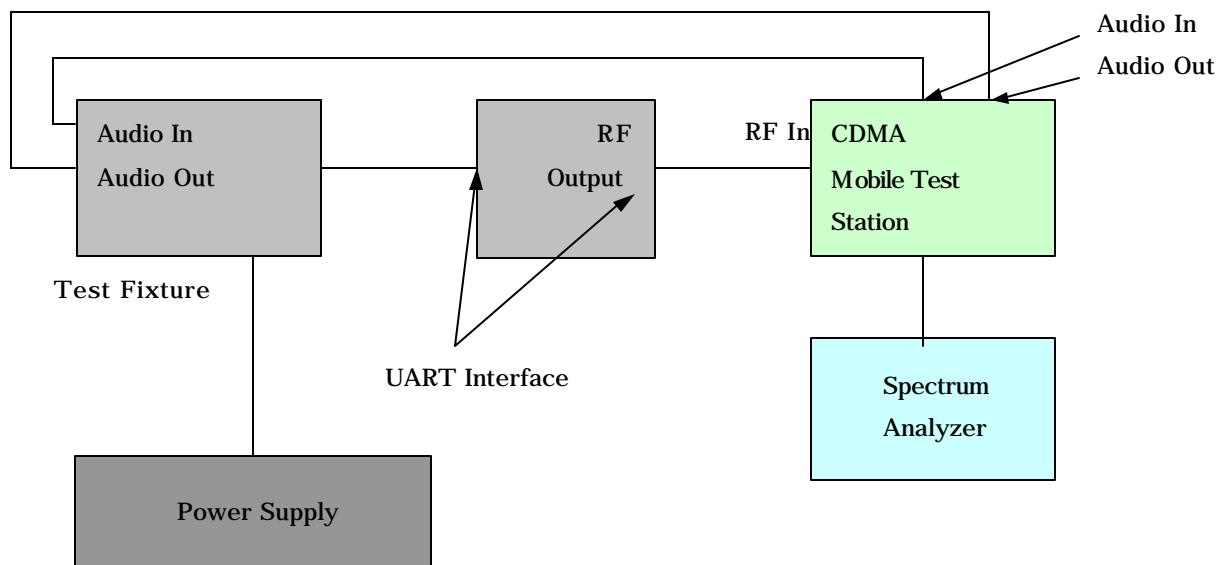 Audio In
Audio Out
Audio In
Audio Out
RF
Output
RF In
CDMA
Mobile Test
Station
Test Fixture
UART Interface
Spectrum
Analyzer
Power Supply